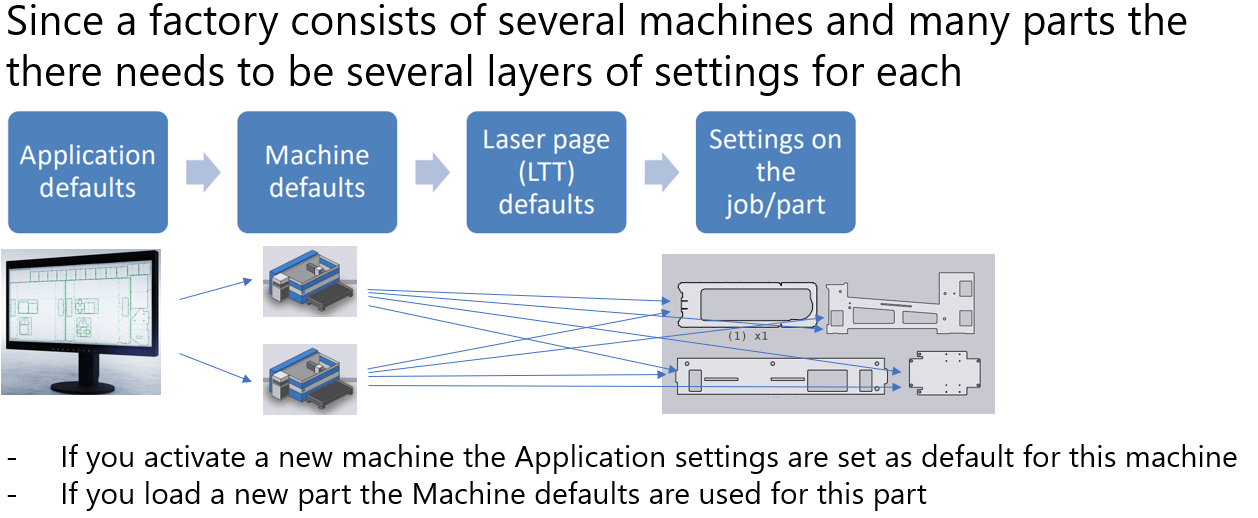 Since a factory consists of several machines and many parts the
there needs to be several layers of settings for each
Application
defaults
Machine
defaults
Laser page
(LTT)
defaults
Settings on
the
job/part
(1) x1
- If you activate a new machine the Application settings are set as default for this machine
- If you load a new part the Machine defaults are used for this part